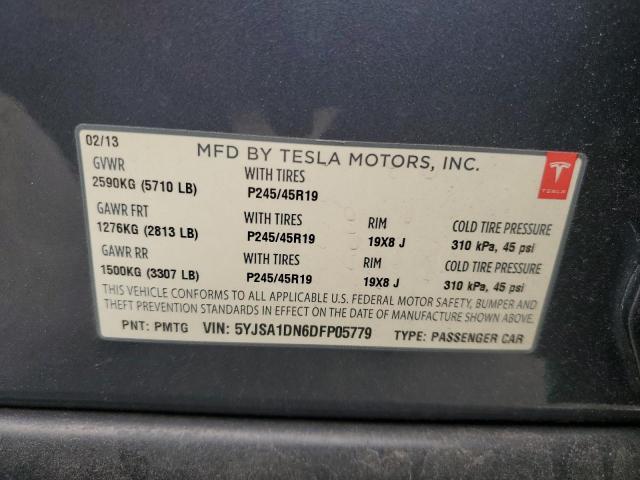 02/13
MFD BY TESLA MOTORS, INC.
GVWR WITH TIRES
2590KG (5710 LB) P245/45R19
TESLA
GAWR FRT WITH TIRES RIM COLD TIRE PRESSURE
1276KG (2813 LB) P245/45R19 19X8 J 310 kPa, 45 psi
GAWR RR WITH TIRES RIM COLD TIRE PRESSURE
1500KG (3307 LB) P245/45R19 19X8 J 310 kPa, 45 psi
THIS VEHICLE CONFORMS TO ALL APPLICABLE U.S. FEDERAL MOTOR SAFETY, BUMPER AND
THEFT PREVENTION STANDARDS IN EFFECT ON THE DATE OF MANUFACTURE SHOWN ABOVE.
PNT: PMTG VIN: 5YJSA1DN6DFP05779 TYPE: PASSENGER CAR